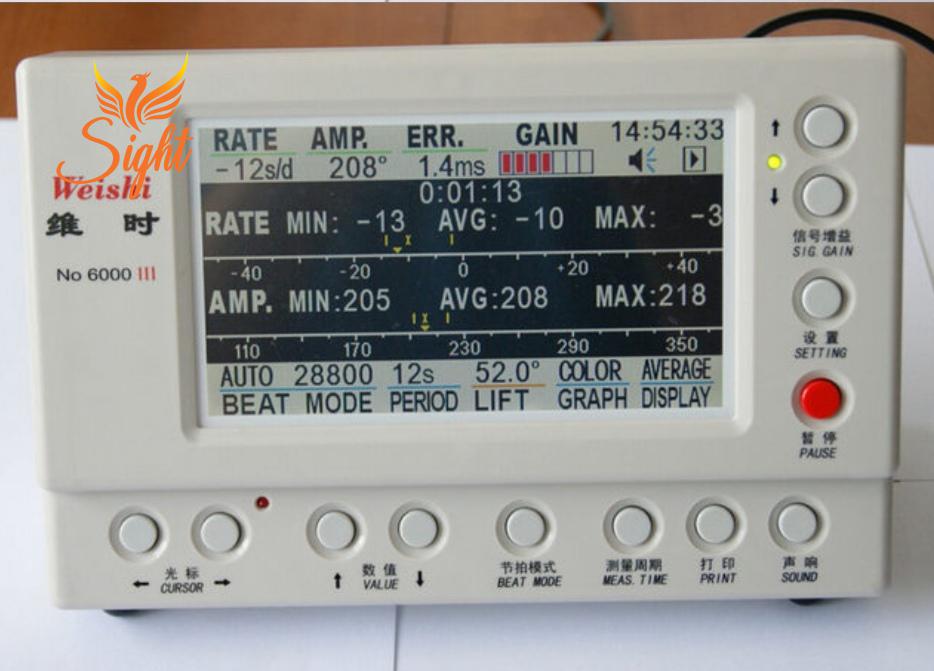 Sight
Weishi
维 时
No 6000 III
RATE AMP. ERR. GAIN 14:54:33
-12s/d 208° 1.4ms
0:01:13
RATE MIN: -13 AVG: -10 MAX: -3
-40 -20 0 +20 +40
AMP. MIN:205 AVG:208 MAX:218
110 170 230 290 350
AUTO 28800 12s 52.0° COLOR AVERAGE
BEAT MODE PERIOD LIFT GRAPH DISPLAY
↑
↓
信号增益
SIG.GAIN
设 置
SETTING
暂 停
PAUSE
光 标
← CURSOR →
数 值
↑ VALUE ↓
节拍模式
BEAT MODE
测量周期
MEAS.TIME
打 印
PRINT
声 响
SOUND